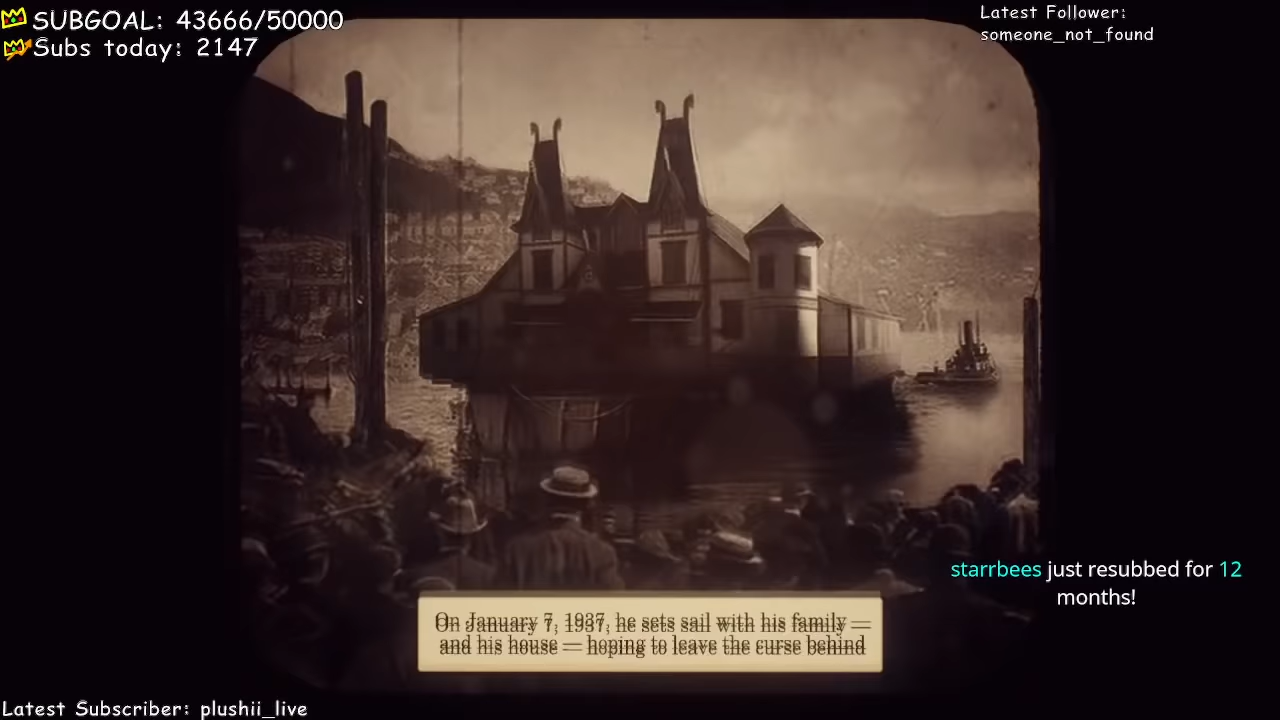 SUBGOAL: 43666/50000
Subs today: 2147
Latest Follower:
someone_not_found
starrbees just resubbed for 12
months!
On January 7, 1937, he sets sail with his family —
and his house — hoping to leave the curse behind
Latest Subscriber: plushii_live